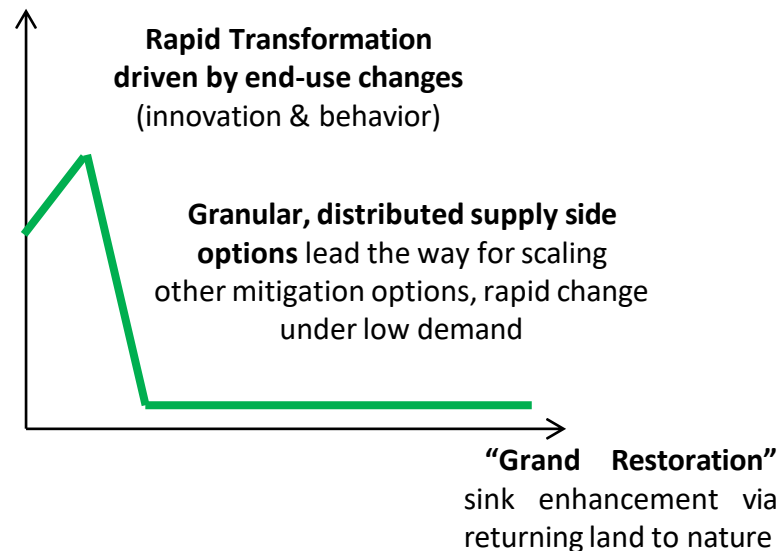 Rapid Transformation
driven by end-use changes
(innovation & behavior)
Granular, distributed supply side
options lead the way for scaling
other mitigation options, rapid change
under low demand
“Grand Restoration”
sink enhancement via
returning land to nature